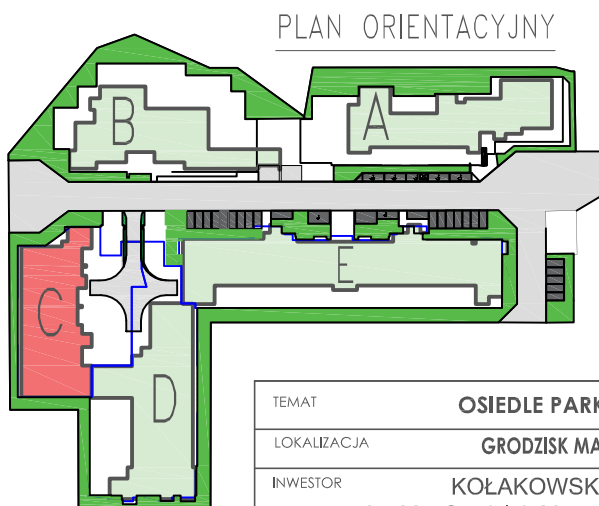 PLAN ORIENTACYJNY
B
A
E
C
D
TEMAT OSIEDLE PARK
LOKALIZACJA GRODZISK MA
INWESTOR KOŁAKOWSK